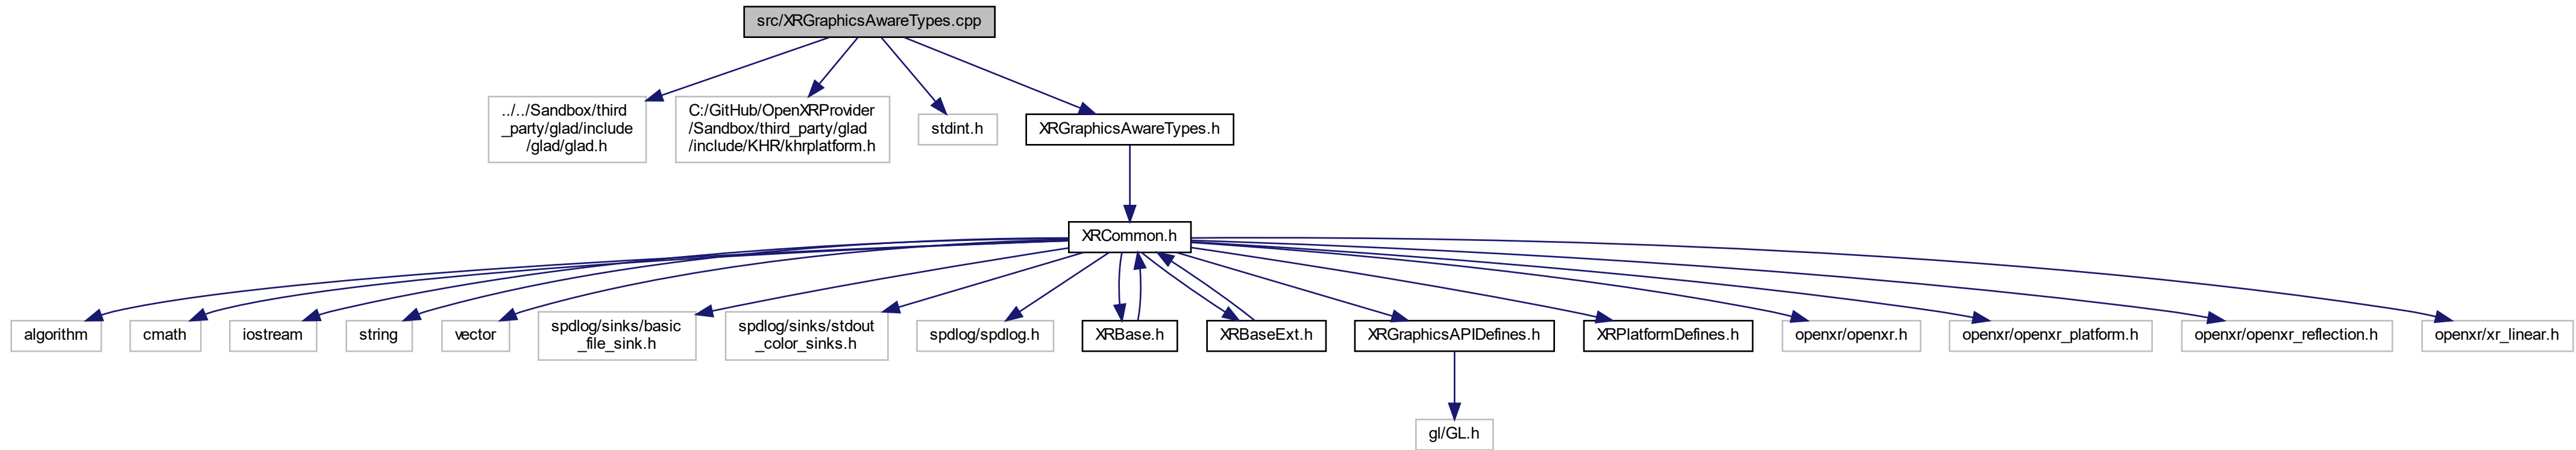 src/XRGraphicsAwareTypes.cpp
../../Sandbox/third
_party/glad/include
/glad/glad.h
C:/GitHub/OpenXRProvider
/Sandbox/third_party/glad
/include/KHR/khrplatform.h
stdint.h
XRGraphicsAwareTypes.h
XRCommon.h
algorithm
cmath
iostream
string
vector
spdlog/sinks/basic
_file_sink.h
spdlog/sinks/stdout
_color_sinks.h
spdlog/spdlog.h
XRBase.h
XRBaseExt.h
XRGraphicsAPIDefines.h
XRPlatformDefines.h
openxr/openxr.h
openxr/openxr_platform.h
openxr/openxr_reflection.h
openxr/xr_linear.h
gl/GL.h